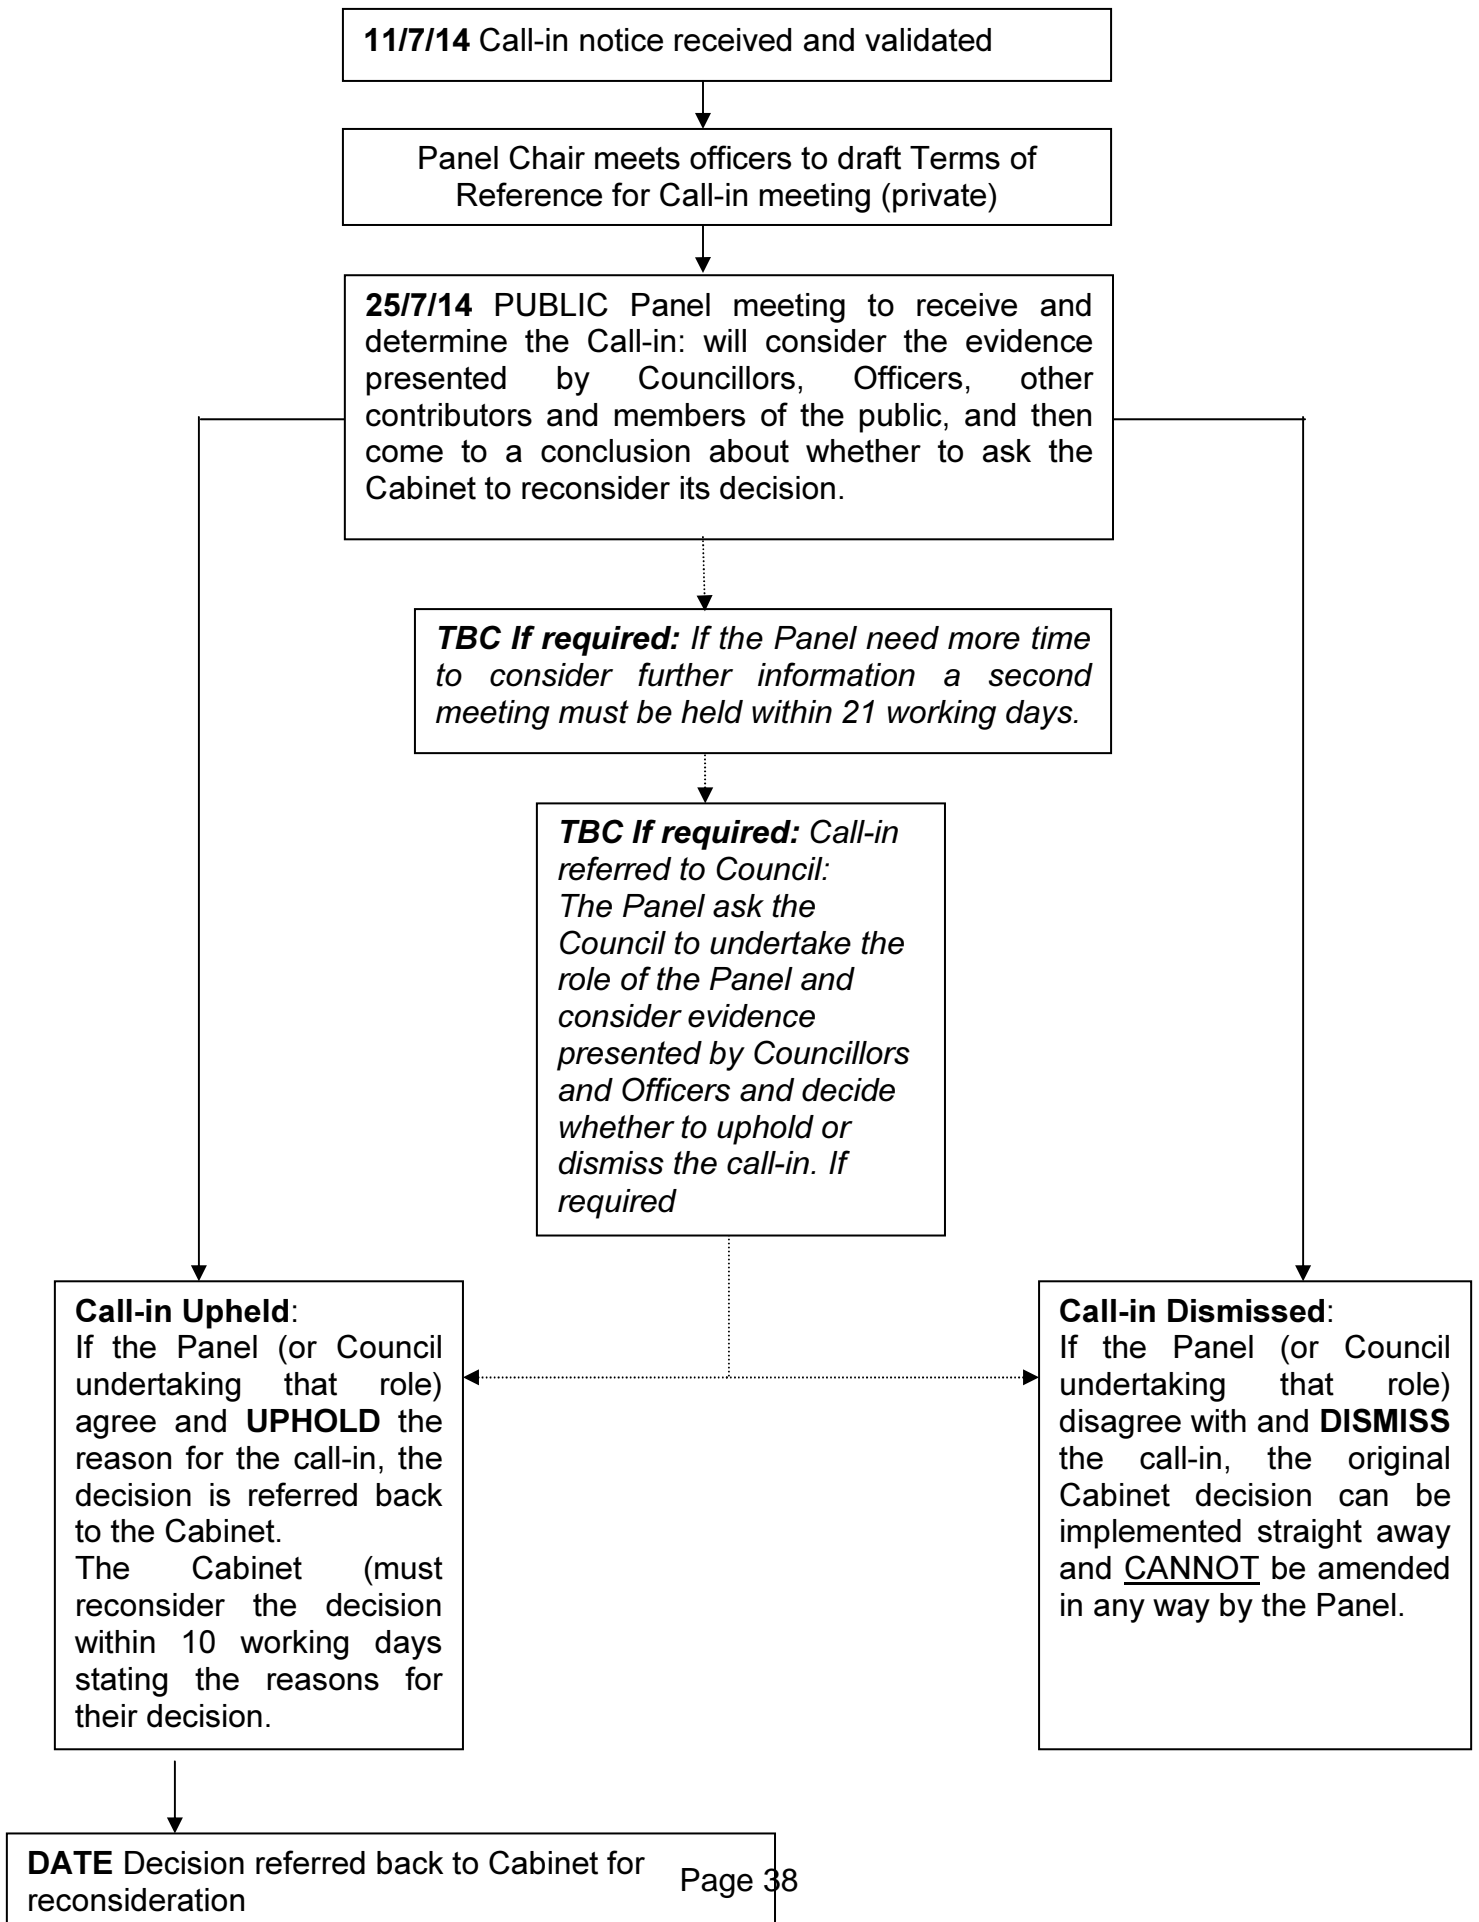 11/7/14 Call-in notice received and validated
Panel Chair meets officers to draft Terms of
Reference for Call-in meeting (private)
25/7/14 PUBLIC Panel meeting to receive and
determine the Call-in: will consider the evidence
presented by Councillors, Officers, other
contributors and members of the public, and then
come to a conclusion about whether to ask the
Cabinet to reconsider its decision.
TBC If required: If the Panel need more time
to consider further information a second
meeting must be held within 21 working days.
TBC If required: Call-in
referred to Council:
The Panel ask the
Council to undertake the
role of the Panel and
consider evidence
presented by Councillors
and Officers and decide
whether to uphold or
dismiss the call-in. If
required
Call-in Upheld:
If the Panel (or Council
undertaking that role)
agree and UPHOLD the
reason for the call-in, the
decision is referred back
to the Cabinet.
The Cabinet (must
reconsider the decision
within 10 working days
stating the reasons for
their decision.
Call-in Dismissed:
If the Panel (or Council
undertaking that role)
disagree with and DISMISS
the call-in, the original
Cabinet decision can be
implemented straight away
and CANNOT be amended
in any way by the Panel.
DATE Decision referred back to Cabinet for
reconsideration
Page 38